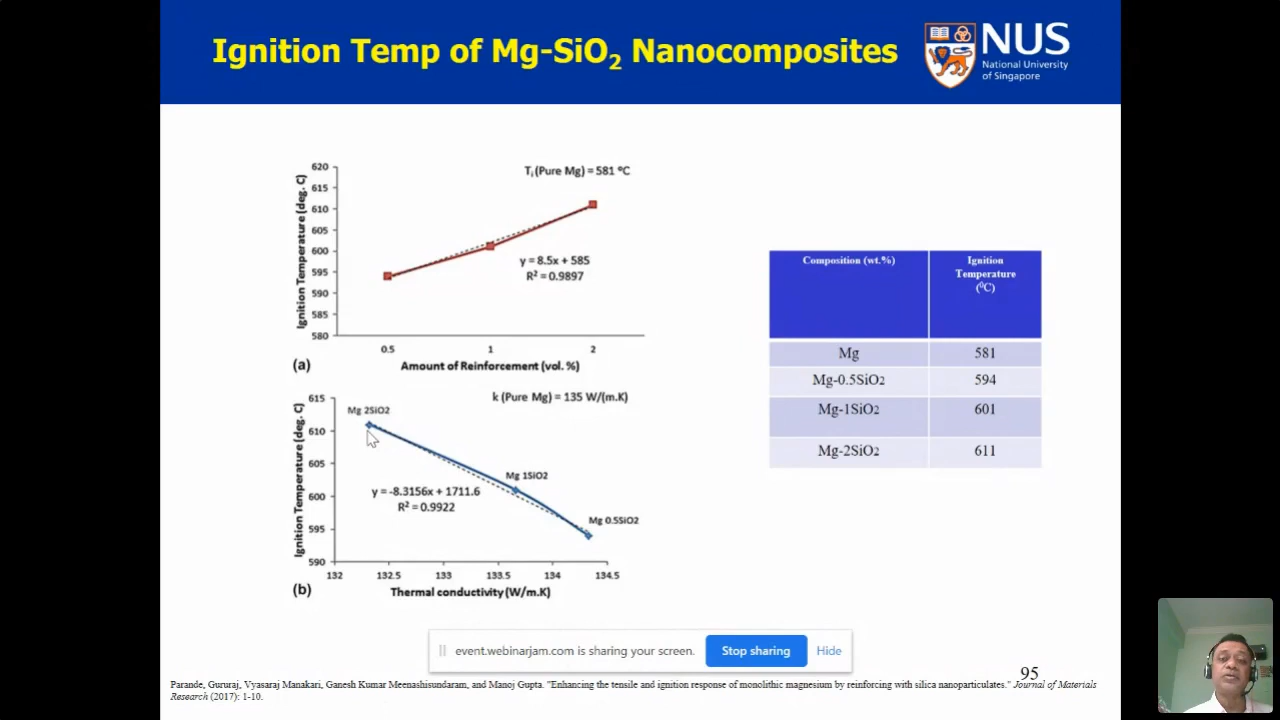 Ignition Temp of Mg-SiO2 Nanocomposites
NUS
National University
of Singapore
620
615
610
605
600
595
590
585
580
Ignition Temperature (deg. C)
Ti (Pure Mg) = 581 ºC
y = 8.5x + 585
R² = 0.9897
0.5
1
2
(a)
Amount of Reinforcement (vol. %)
615
610
605
600
595
590
Ignition Temperature (deg. C)
k (Pure Mg) = 135 W/(m.K)
Mg 2SiO2
Mg 1SiO2
Mg 0.5SiO2
y = -8.3156x + 1711.6
R² = 0.9922
132
132.5
133
133.5
134
134.5
(b)
Thermal conductivity (W/m.K)
Composition (wt.%)
Ignition
Temperature
(⁰C)
Mg
581
Mg-0.5SiO2
594
Mg-1SiO2
601
Mg-2SiO2
611
event.webinarjam.com is sharing your screen.
Stop sharing
Hide
95
Parande, Gururaj, Vyasaraj Manakari, Ganesh Kumar Meenashisundaram, and Manoj Gupta. "Enhancing the tensile and ignition response of monolithic magnesium by reinforcing with silica nanoparticulates." Journal of Materials
Research (2017): 1-10.